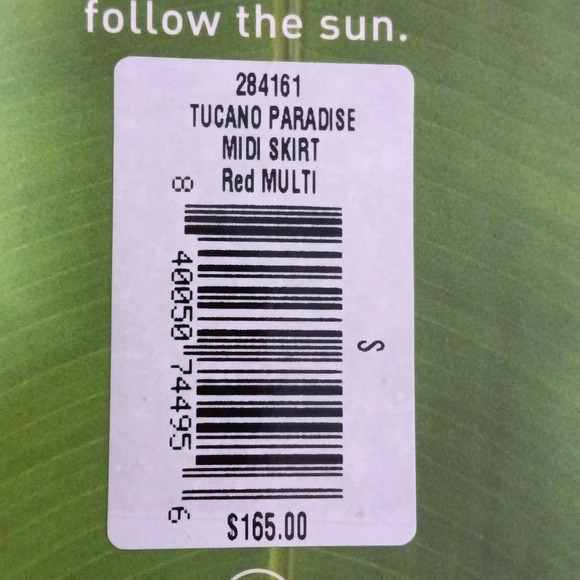 follow the sun.
284161
TUCANO PARADISE
MIDI SKIRT
Red MULTI
8 40050 74495 6
S
$165.00